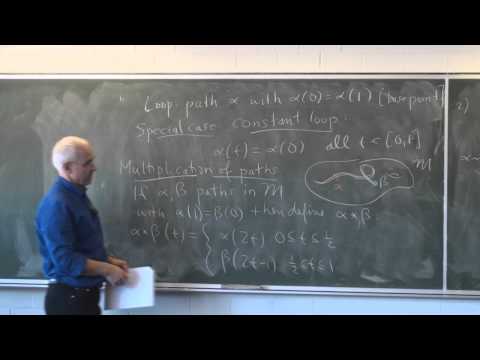 Loop: path α with α(0)=α(1) [basepoint]
Special case constant loop:
α(t)=α(0) all t∈[0,1]
Multiplication of paths
If α,β paths in M
with α(1)=β(0) then define α*β:
α*β(t)= { α(2t) 0≤t≤1/2
β(2t-1) 1/2≤t≤1
M
α
β
2)
α~